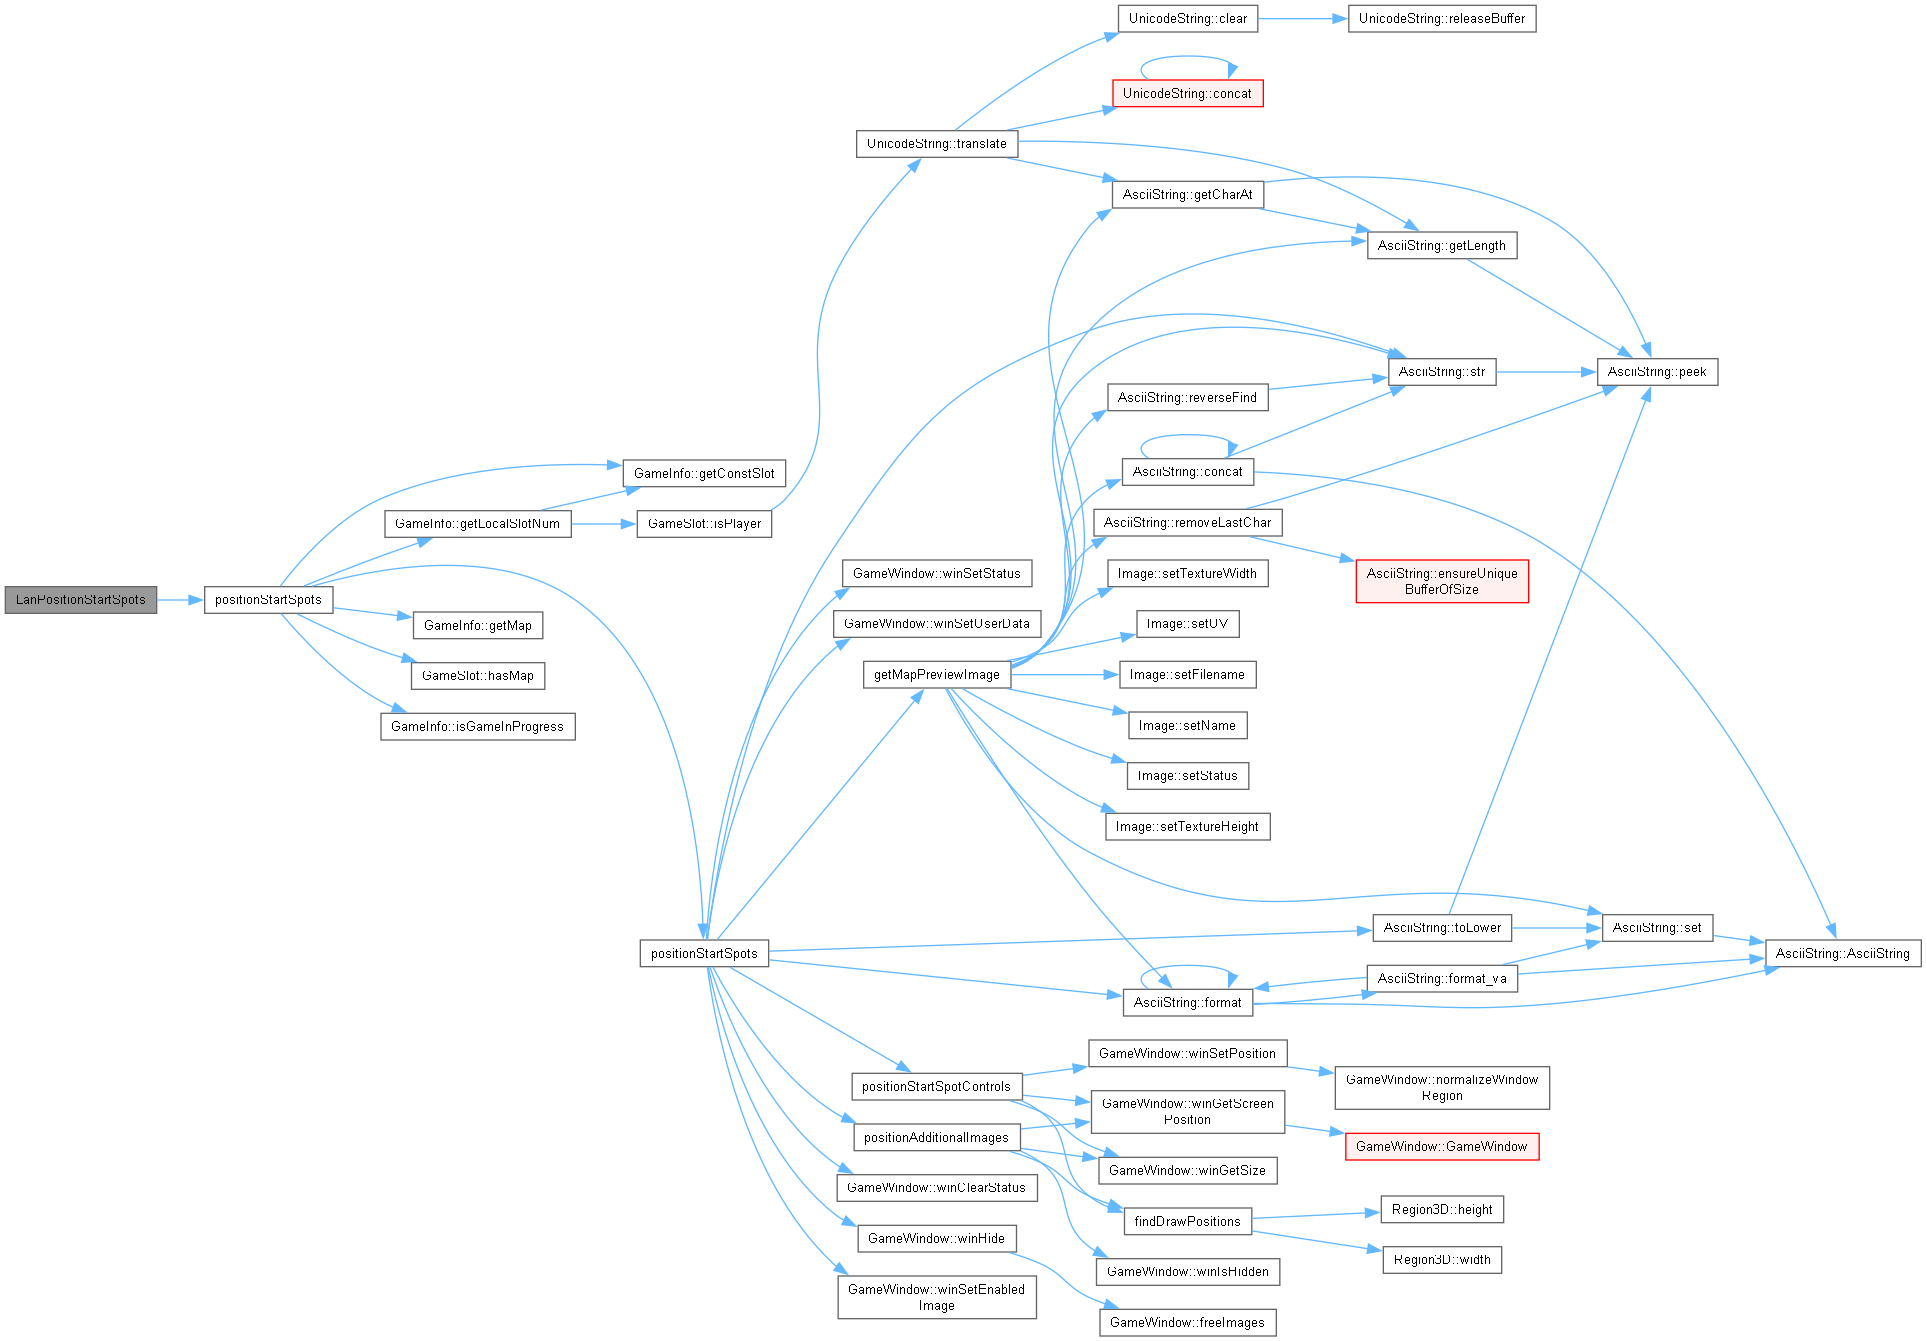 UnicodeString::clear
UnicodeString::releaseBuffer
UnicodeString::concat
UnicodeString::translate
AsciiString::getCharAt
AsciiString::getLength
AsciiString::str
AsciiString::peek
AsciiString::reverseFind
GameInfo::getConstSlot
AsciiString::concat
GameInfo::getLocalSlotNum
GameSlot::isPlayer
AsciiString::removeLastChar
GameWindow::winSetStatus
Image::setTextureWidth
AsciiString::ensureUnique
BufferOfSize
LanPositionStartSpots
positionStartSpots
GameInfo::getMap
GameWindow::winSetUserData
Image::setUV
GameSlot::hasMap
getMapPreviewImage
Image::setFilename
GameInfo::isGameInProgress
Image::setName
Image::setStatus
Image::setTextureHeight
AsciiString::toLower
AsciiString::set
positionStartSpots
AsciiString::AsciiString
AsciiString::format_va
AsciiString::format
GameWindow::winSetPosition
positionStartSpotControls
GameWindow::normalizeWindow
Region
GameWindow::winGetScreen
Position
positionAdditionalImages
GameWindow::GameWindow
GameWindow::winGetSize
GameWindow::winClearStatus
Region3D::height
findDrawPositions
GameWindow::winHide
Region3D::width
GameWindow::winIsHidden
GameWindow::winSetEnabled
Image
GameWindow::freeImages